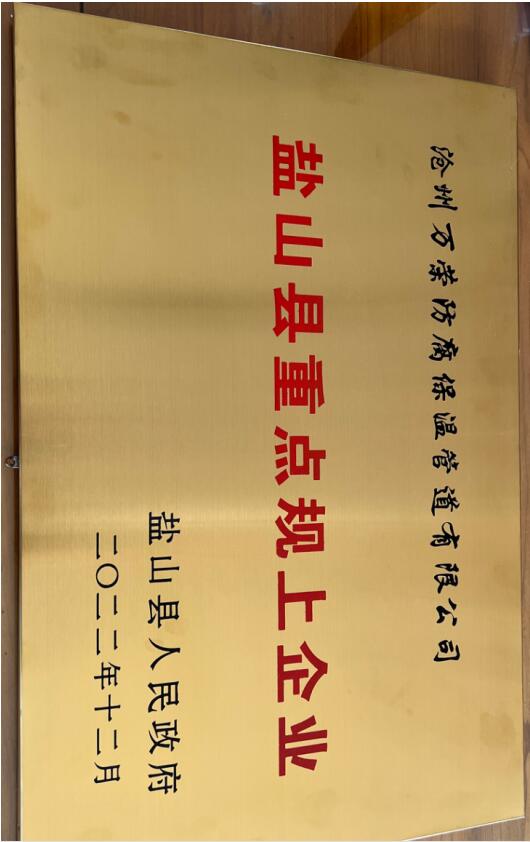 沧州万荣防腐保温管道有限公司
盐山县重点规上企业
盐山县人民政府
二〇二二年十二月